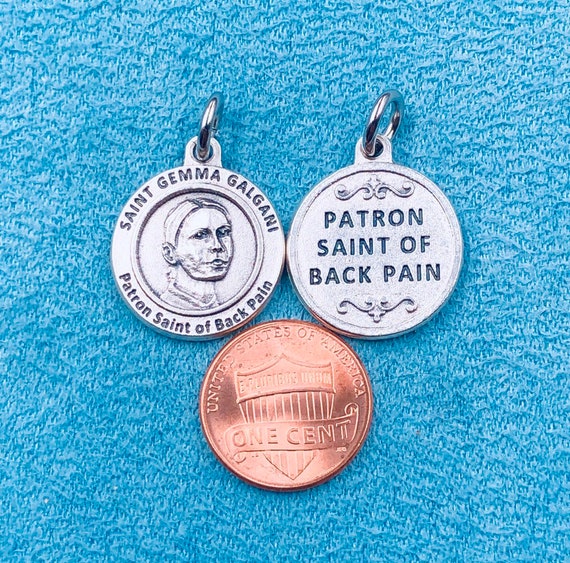 SAINT GEMMA GALGANI
Patron Saint of Back Pain
PATRON
SAINT OF
BACK PAIN
UNITED STATES OF AMERICA
E PLURIBUS UNUM
ONE CENT